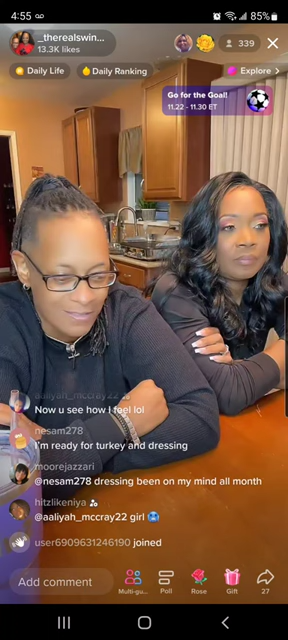 4:55
85%
_therealswin...
13.3K likes
339
Daily Life
Daily Ranking
Explore >
Go for the Goal!
11.22 - 11.30 ET
aaliyah_mccray22
Now u see how I feel lol
nesam278
I'm ready for turkey and dressing
moorejazzari
@nesam278 dressing been on my mind all month
hitzlikeniya
@aaliyah_mccray22 girl
user6909631246190 joined
Add comment
Multi-gu...
Poll
Rose
Gift
27